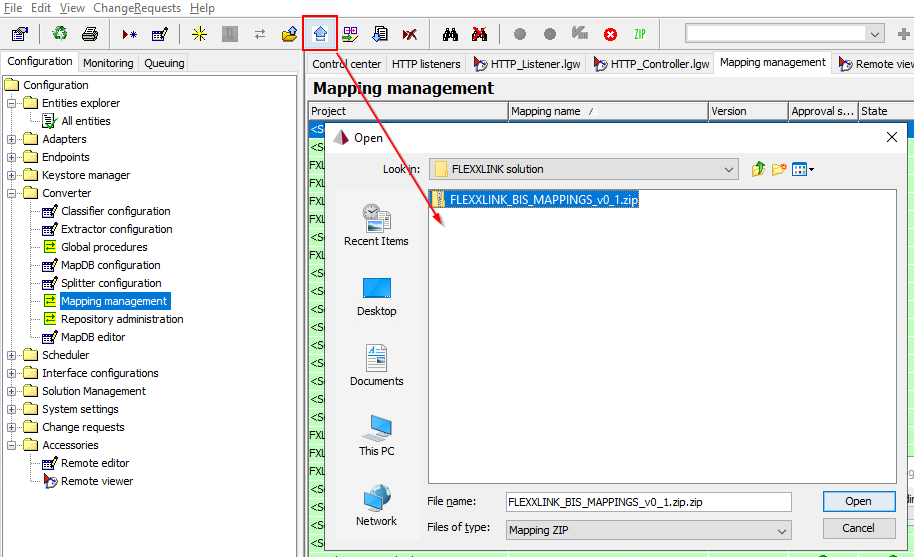 File Edit View ChangeRequests Help
ZIP
Configuration Monitoring Queuing
Configuration
Entities explorer
All entities
Adapters
Endpoints
Keystore manager
Converter
Classifier configuration
Extractor configuration
Global procedures
MapDB configuration
Splitter configuration
Mapping management
Repository administration
MapDB editor
Scheduler
Interface configurations
Solution Management
System settings
Change requests
Accessories
Remote editor
Remote viewer
Control center HTTP listeners HTTP_Listener.lgw HTTP_Controller.lgw Mapping management Remote view
Mapping management
Project Mapping name Version Approval s... State
<S
<S
FXL
FXL
FXL
FXL
<S
FXL
<S
<S
<S
<S
<S
<S
<S
<S
FXL
FXL
FXL
FXL
<S
<S
<S
<S
Open
Look in: FLEXXLINK solution
FLEXXLINK_BIS_MAPPINGS_v0_1.zip
Recent Items
Desktop
Documents
This PC
Network
File name: FLEXXLINK_BIS_MAPPINGS_v0_1.zip.zip Open
Files of type: Mapping ZIP Cancel